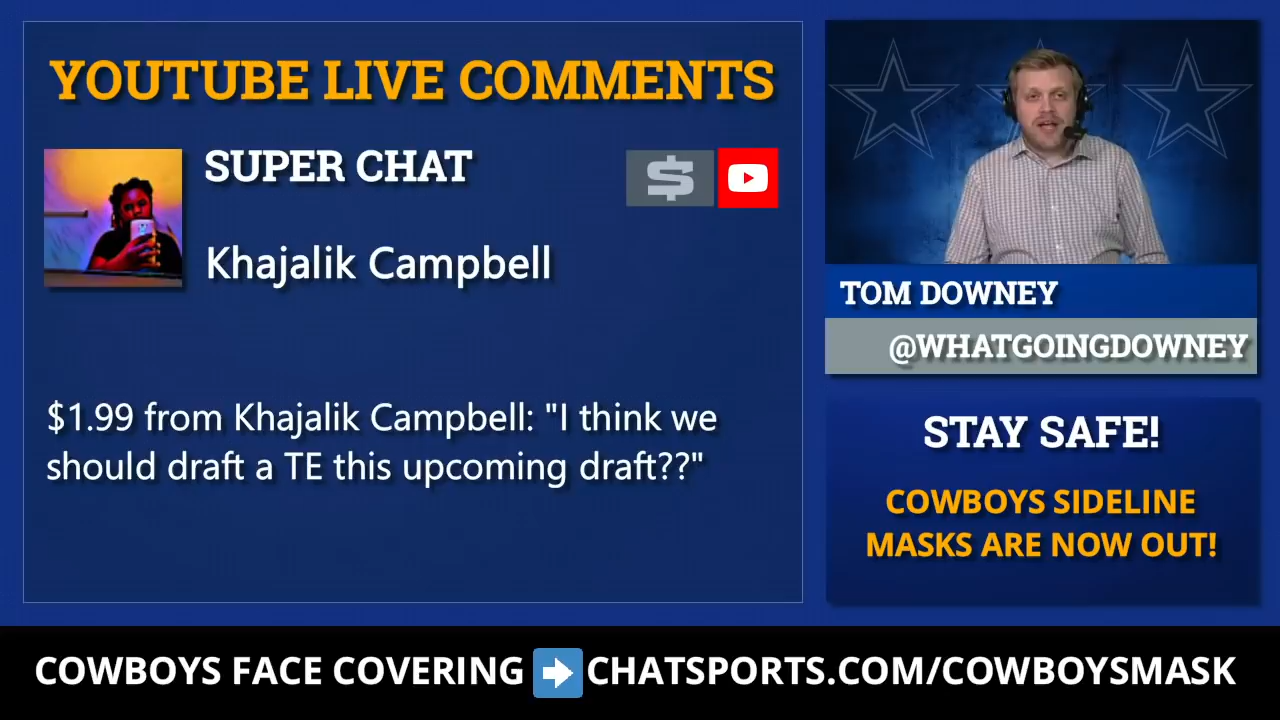 YOUTUBE LIVE COMMENTS
SUPER CHAT
Khajalik Campbell
$1.99 from Khajalik Campbell: "I think we
should draft a TE this upcoming draft??"
TOM DOWNEY
@WHATGOINGDOWNEY
STAY SAFE!
COWBOYS SIDELINE
MASKS ARE NOW OUT!
COWBOYS FACE COVERING ➡ CHATSPORTS.COM/COWBOYSMASK